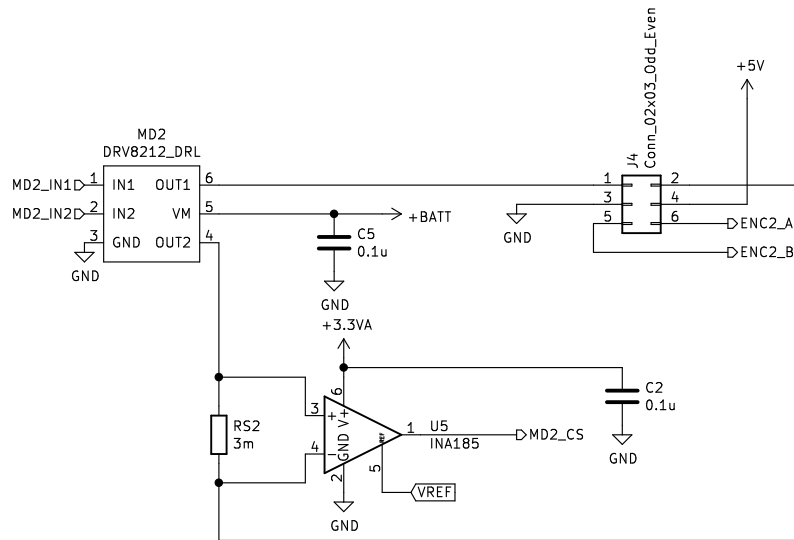 Conn_02x03_Odd_Even
J4
+5V
MD2
DRV8212_DRL
MD2_IN1 1 IN1 OUT1 6
1 2
MD2_IN2 2 IN2 VM 5
+BATT
3 4
3 GND OUT2 4
GND
5 6
ENC2_A
GND
C5
0.1u
ENC2_B
GND
+3.3VA
6
C2
0.1u
RS2
3m
3 + V+
4 - GND
REF
1
U5
INA185
MD2_CS
GND
2
5
VREF
GND